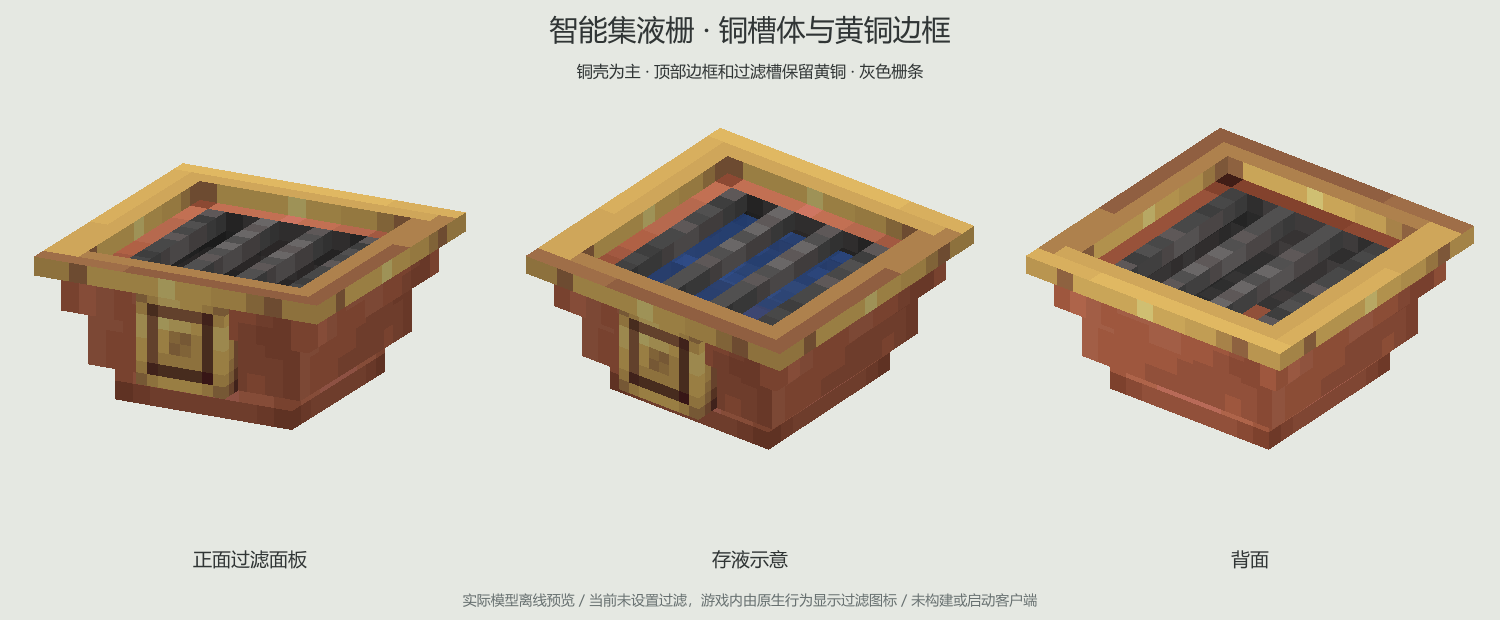 智能集液栅 · 铜槽体与黄铜边框
铜壳为主 · 顶部边框和过滤槽保留黄铜 · 灰色栅条
正面过滤面板
存液示意
背面
实际模型离线预览 / 当前未设置过滤，游戏内由原生行为显示过滤图标 / 未构建或启动客户端